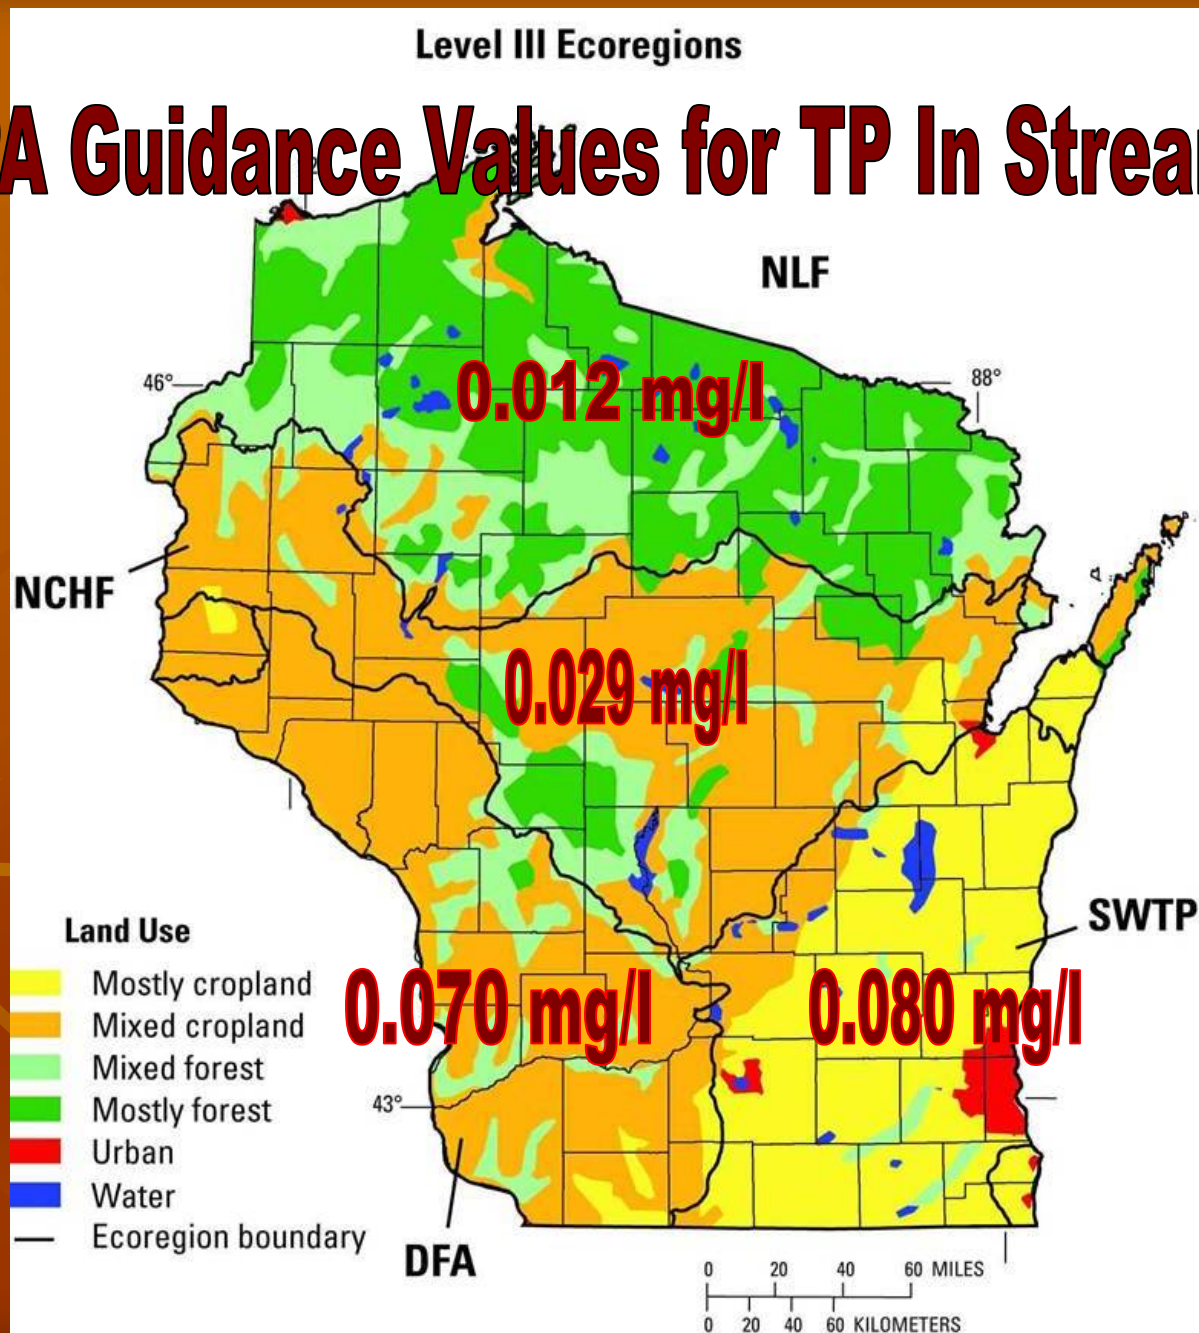 Level III Ecoregions
PA Guidance Values for TP In Strea
NLF
0.012 mg/l
46°
88°
NCHF
0.029 mg/l
SWTP
Land Use
Mostly cropland
Mixed cropland
Mixed forest
Mostly forest
Urban
Water
Ecoregion boundary
0.070 mg/l
0.080 mg/l
43°
DFA
0 20 40 60 MILES
0 20 40 60 KILOMETERS